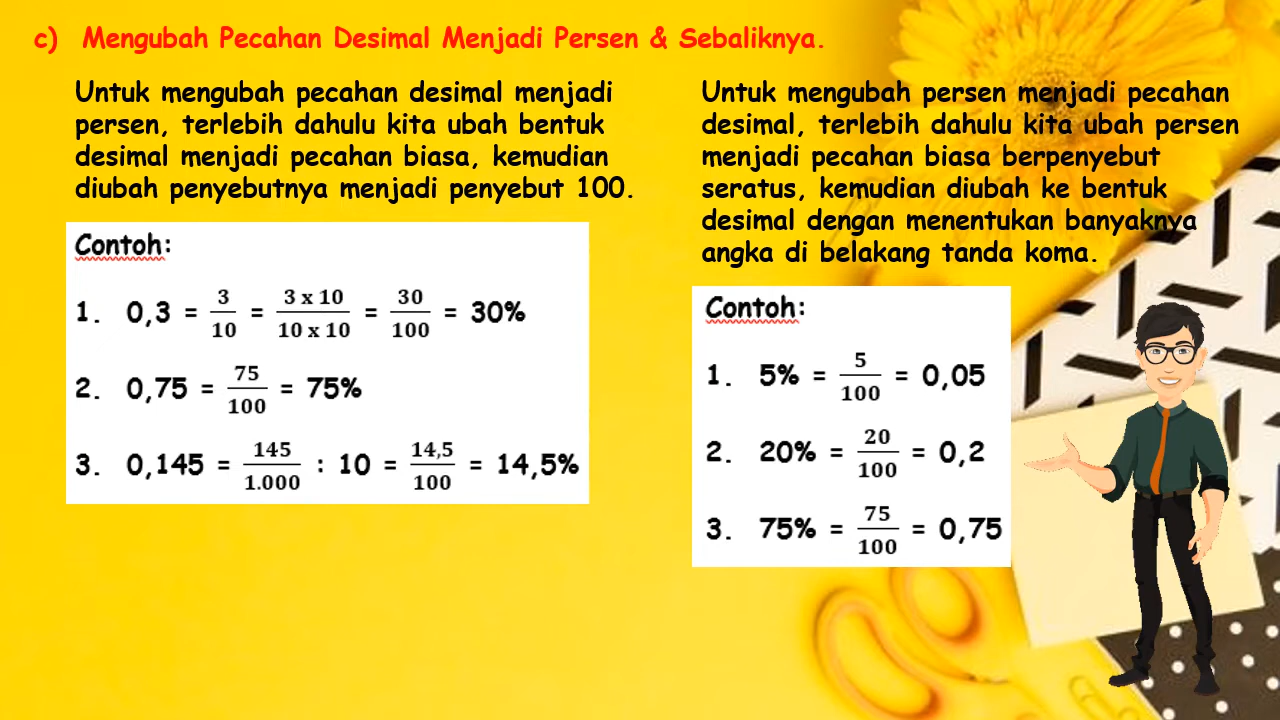 c) Mengubah Pecahan Desimal Menjadi Persen & Sebaliknya.
Untuk mengubah pecahan desimal menjadi
persen, terlebih dahulu kita ubah bentuk
desimal menjadi pecahan biasa, kemudian
diubah penyebutnya menjadi penyebut 100.
Contoh:
1. 0,3 = 3/10 = 3 x 10/10 x 10 = 30/100 = 30%
2. 0,75 = 75/100 = 75%
3. 0,145 = 145/1.000 : 10 = 14,5/100 = 14,5%
Untuk mengubah persen menjadi pecahan
desimal, terlebih dahulu kita ubah persen
menjadi pecahan biasa berpenyebut
seratus, kemudian diubah ke bentuk
desimal dengan menentukan banyaknya
angka di belakang tanda koma.
Contoh:
1. 5% = 5/100 = 0,05
2. 20% = 20/100 = 0,2
3. 75% = 75/100 = 0,75